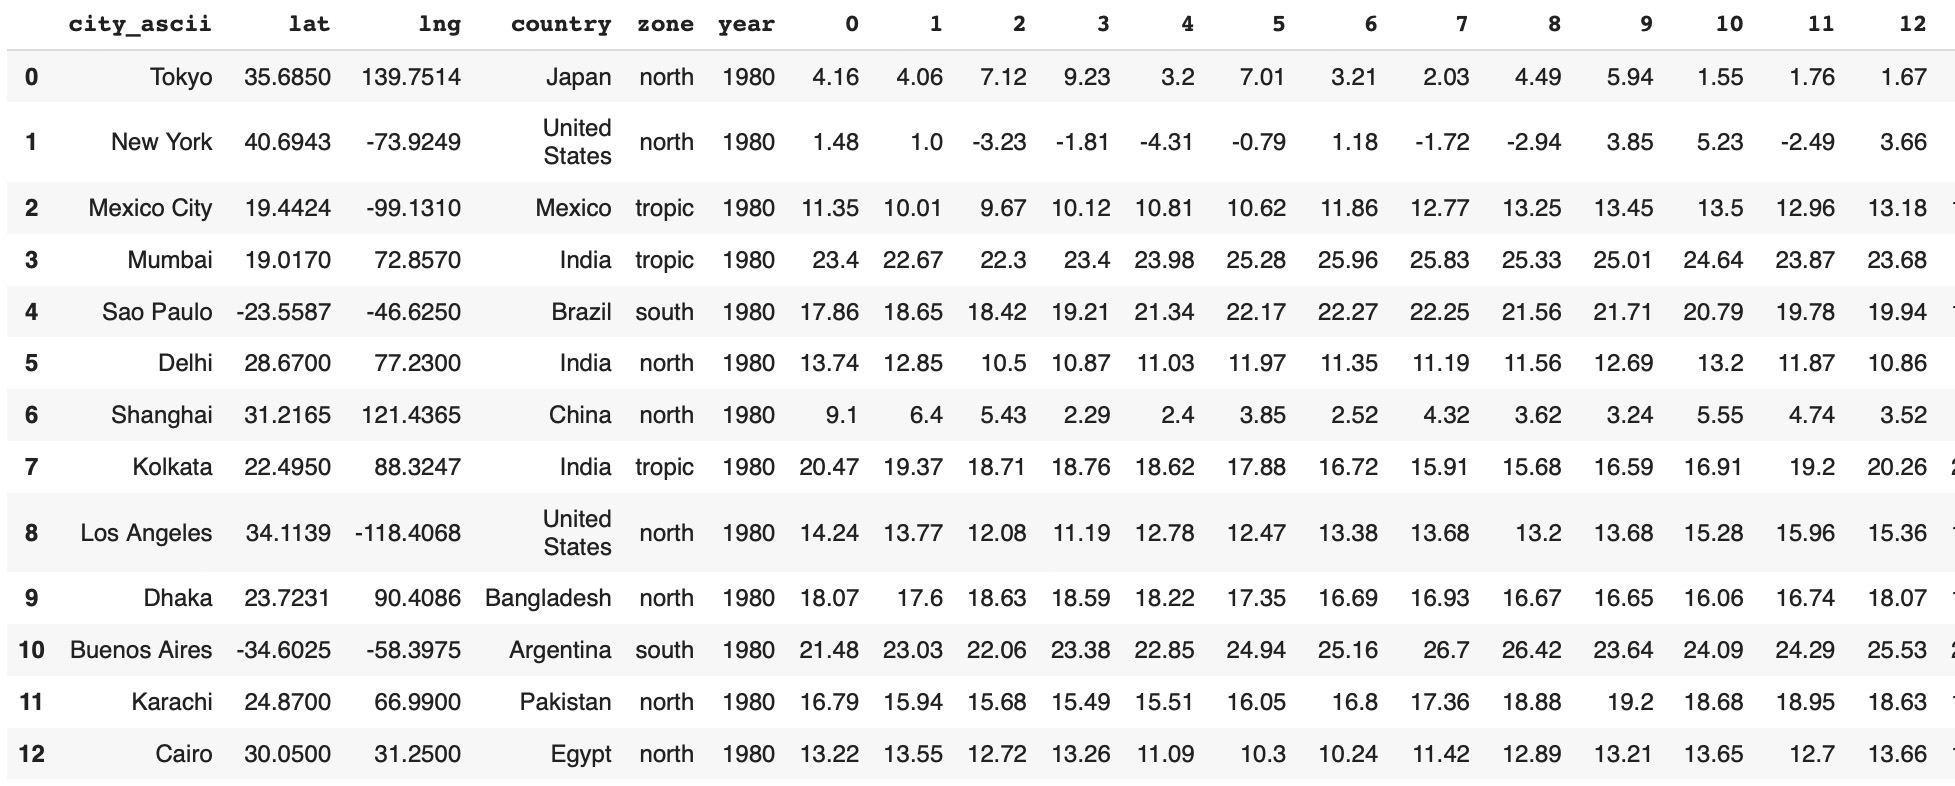 city_ascii lat lng country zone year 0 1 2 3 4 5 6 7 8 9 10 11 12
0 Tokyo 35.6850 139.7514 Japan north 1980 4.16 4.06 7.12 9.23 3.2 7.01 3.21 2.03 4.49 5.94 1.55 1.76 1.67
1 New York 40.6943 -73.9249 United States north 1980 1.48 1.0 -3.23 -1.81 -4.31 -0.79 1.18 -1.72 -2.94 3.85 5.23 -2.49 3.66
2 Mexico City 19.4424 -99.1310 Mexico tropic 1980 11.35 10.01 9.67 10.12 10.81 10.62 11.86 12.77 13.25 13.45 13.5 12.96 13.18
3 Mumbai 19.0170 72.8570 India tropic 1980 23.4 22.67 22.3 23.4 23.98 25.28 25.96 25.83 25.33 25.01 24.64 23.87 23.68
4 Sao Paulo -23.5587 -46.6250 Brazil south 1980 17.86 18.65 18.42 19.21 21.34 22.17 22.27 22.25 21.56 21.71 20.79 19.78 19.94
5 Delhi 28.6700 77.2300 India north 1980 13.74 12.85 10.5 10.87 11.03 11.97 11.35 11.19 11.56 12.69 13.2 11.87 10.86
6 Shanghai 31.2165 121.4365 China north 1980 9.1 6.4 5.43 2.29 2.4 3.85 2.52 4.32 3.62 3.24 5.55 4.74 3.52
7 Kolkata 22.4950 88.3247 India tropic 1980 20.47 19.37 18.71 18.76 18.62 17.88 16.72 15.91 15.68 16.59 16.91 19.2 20.26
8 Los Angeles 34.1139 -118.4068 United States north 1980 14.24 13.77 12.08 11.19 12.78 12.47 13.38 13.68 13.2 13.68 15.28 15.96 15.36
9 Dhaka 23.7231 90.4086 Bangladesh north 1980 18.07 17.6 18.63 18.59 18.22 17.35 16.69 16.93 16.67 16.65 16.06 16.74 18.07
10 Buenos Aires -34.6025 -58.3975 Argentina south 1980 21.48 23.03 22.06 23.38 22.85 24.94 25.16 26.7 26.42 23.64 24.09 24.29 25.53
11 Karachi 24.8700 66.9900 Pakistan north 1980 16.79 15.94 15.68 15.49 15.51 16.05 16.8 17.36 18.88 19.2 18.68 18.95 18.63
12 Cairo 30.0500 31.2500 Egypt north 1980 13.22 13.55 12.72 13.26 11.09 10.3 10.24 11.42 12.89 13.21 13.65 12.7 13.66